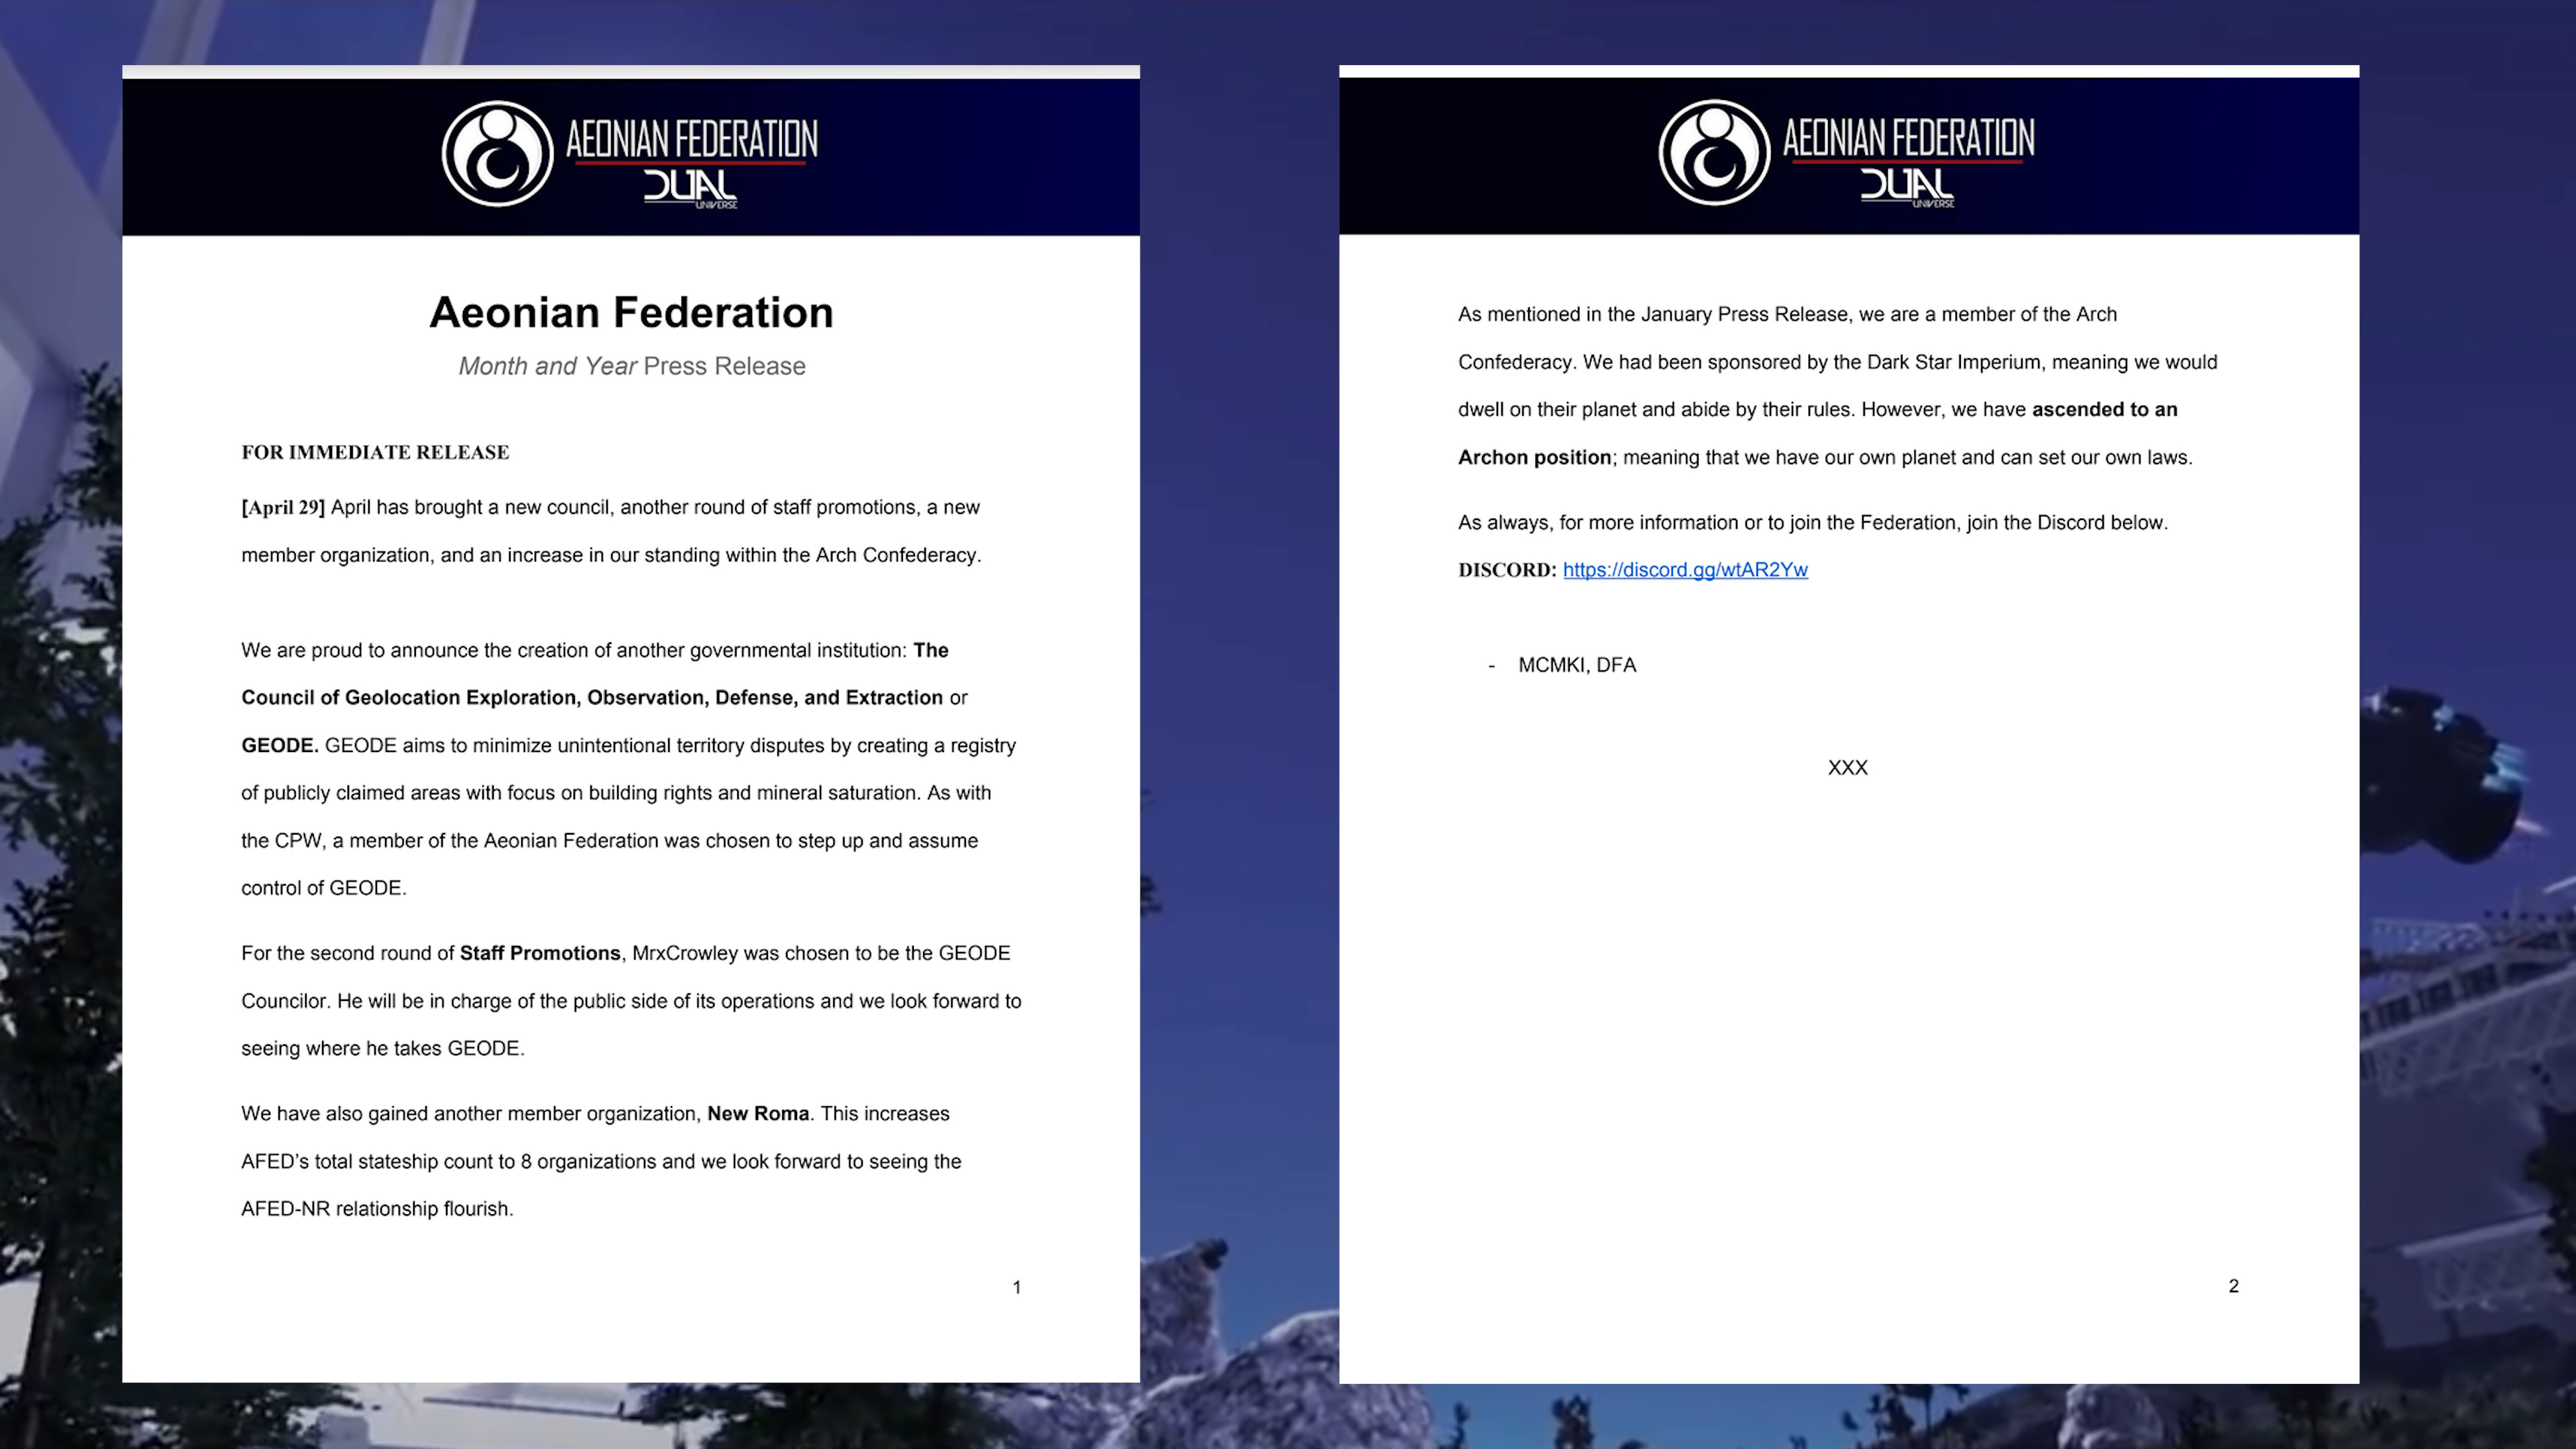 AEONIAN FEDERATION
DUAL
UNIVERSE
Aeonian Federation
Month and Year Press Release
FOR IMMEDIATE RELEASE
[April 29] April has brought a new council, another round of staff promotions, a new
member organization, and an increase in our standing within the Arch Confederacy.
We are proud to announce the creation of another governmental institution: The
Council of Geolocation Exploration, Observation, Defense, and Extraction or
GEODE. GEODE aims to minimize unintentional territory disputes by creating a registry
of publicly claimed areas with focus on building rights and mineral saturation. As with
the CPW, a member of the Aeonian Federation was chosen to step up and assume
control of GEODE.
For the second round of Staff Promotions, MrxCrowley was chosen to be the GEODE
Councilor. He will be in charge of the public side of its operations and we look forward to
seeing where he takes GEODE.
We have also gained another member organization, New Roma. This increases
AFED’s total stateship count to 8 organizations and we look forward to seeing the
AFED-NR relationship flourish.
1
AEONIAN FEDERATION
DUAL
UNIVERSE
As mentioned in the January Press Release, we are a member of the Arch
Confederacy. We had been sponsored by the Dark Star Imperium, meaning we would
dwell on their planet and abide by their rules. However, we have ascended to an
Archon position; meaning that we have our own planet and can set our own laws.
As always, for more information or to join the Federation, join the Discord below.
DISCORD: https://discord.gg/wtAR2Yw
- MCMKI, DFA
XXX
2